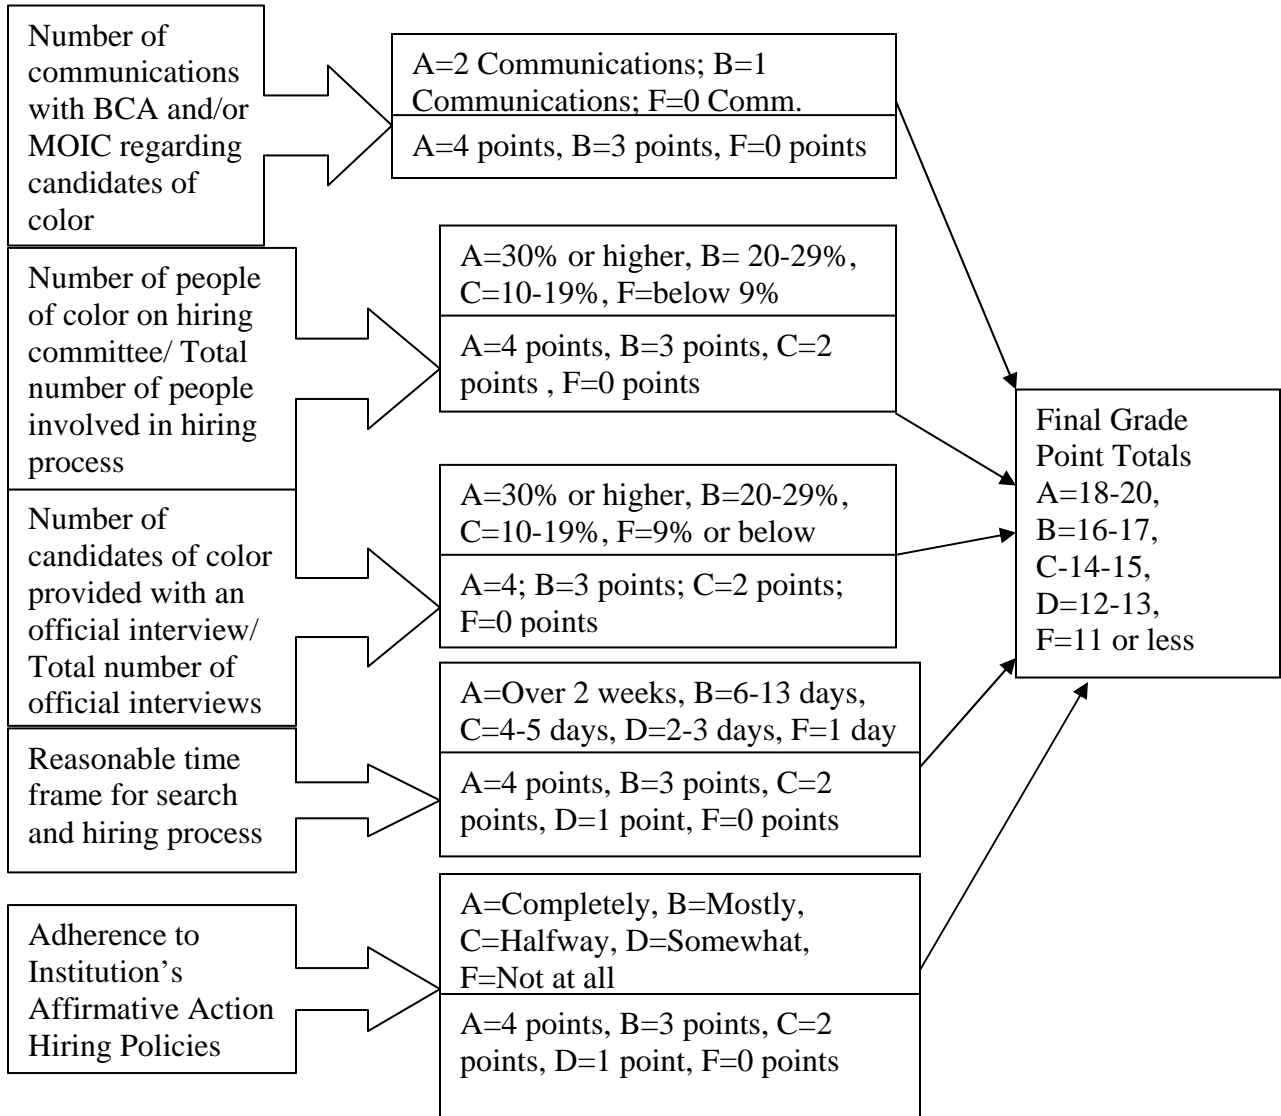 Number of
communications
with BCA and/or
MOIC regarding
candidates of
color
A=2 Communications; B=1
Communications; F=0 Comm.
A=4 points, B=3 points, F=0 points
Number of people
of color on hiring
committee/ Total
number of people
involved in hiring
process
A=30% or higher, B= 20-29%,
C=10-19%, F=below 9%
A=4 points, B=3 points, C=2
points , F=0 points
Number of
candidates of color
provided with an
official interview/
Total number of
official interviews
A=30% or higher, B=20-29%,
C=10-19%, F=9% or below
A=4; B=3 points; C=2 points;
F=0 points
Reasonable time
frame for search
and hiring process
A=Over 2 weeks, B=6-13 days,
C=4-5 days, D=2-3 days, F=1 day
A=4 points, B=3 points, C=2
points, D=1 point, F=0 points
Adherence to
Institution’s
Affirmative Action
Hiring Policies
A=Completely, B=Mostly,
C=Halfway, D=Somewhat,
F=Not at all
A=4 points, B=3 points, C=2
points, D=1 point, F=0 points
Final Grade
Point Totals
A=18-20,
B=16-17,
C-14-15,
D=12-13,
F=11 or less